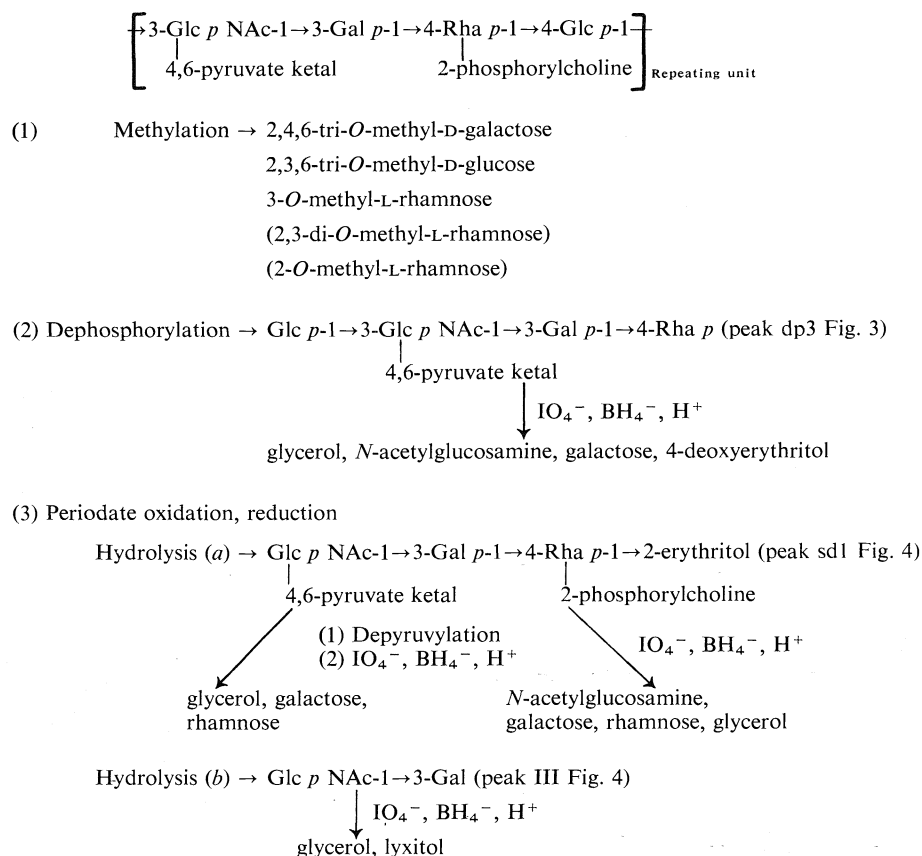 [→3-Glc p NAc-1→3-Gal p-1→4-Rha p-1→4-Glc p-1] Repeating unit
4,6-pyruvate ketal 2-phosphorylcholine
(1) Methylation → 2,4,6-tri-O-methyl-D-galactose
2,3,6-tri-O-methyl-D-glucose
3-O-methyl-L-rhamnose
(2,3-di-O-methyl-L-rhamnose)
(2-O-methyl-L-rhamnose)
(2) Dephosphorylation → Glc p-1→3-Glc p NAc-1→3-Gal p-1→4-Rha p (peak dp3 Fig. 3)
4,6-pyruvate ketal
IO₄⁻, BH₄⁻, H⁺
glycerol, N-acetylglucosamine, galactose, 4-deoxyerythritol
(3) Periodate oxidation, reduction
Hydrolysis (a) → Glc p NAc-1→3-Gal p-1→4-Rha p-1→2-erythritol (peak sd1 Fig. 4)
4,6-pyruvate ketal 2-phosphorylcholine
(1) Depyruvylation
(2) IO₄⁻, BH₄⁻, H⁺ IO₄⁻, BH₄⁻, H⁺
glycerol, galactose, N-acetylglucosamine,
rhamnose galactose, rhamnose, glycerol
Hydrolysis (b) → Glc p NAc-1→3-Gal (peak III Fig. 4)
IO₄⁻, BH₄⁻, H⁺
glycerol, lyxitol